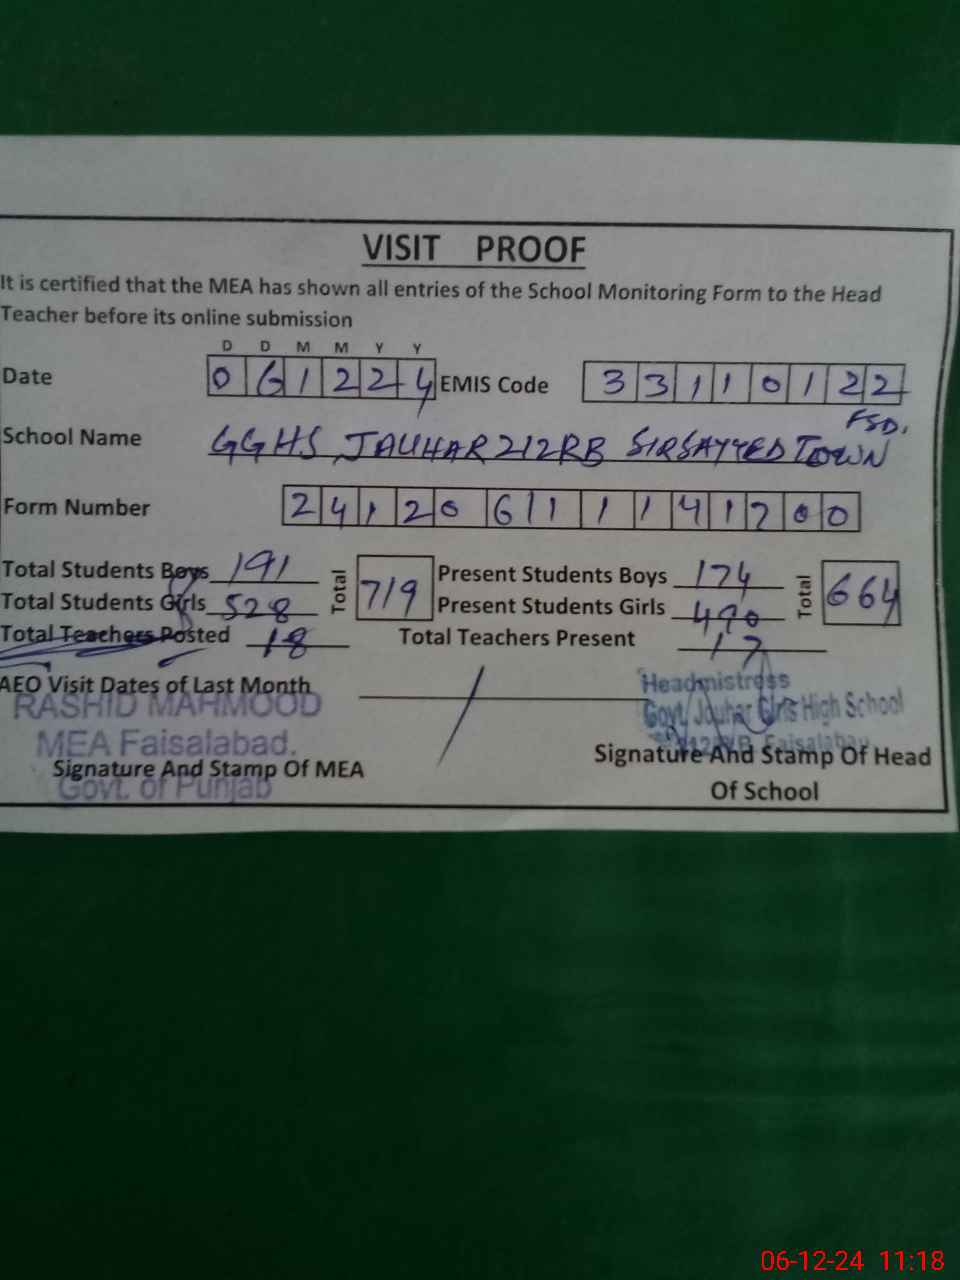 VISIT PROOF
It is certified that the MEA has shown all entries of the School Monitoring Form to the Head
Teacher before its online submission
D D M M Y Y
Date 0 6 1 2 2 4 EMIS Code 3 3 1 1 0 1 2 2
FSD.
School Name GGHS JAUHAR 212RB SIRSAYYED TOWN
Form Number 2 4 1 2 0 6 1 1 1 1 4 1 7 0 0
Total Students Boys 191 Total 719 Present Students Boys 174 Total 664
Total Students Girls 528 Present Students Girls 490
Total Teachers Posted 18 Total Teachers Present 17
AEO Visit Dates of Last Month
RASHID MAHMOOD
MEA Faisalabad.
Govt. of Punjab
Signature And Stamp Of MEA
Headmistress
Govt. Jauhar Girls High School
Faisalabad
Signature And Stamp Of Head
Of School
06-12-24 11:18